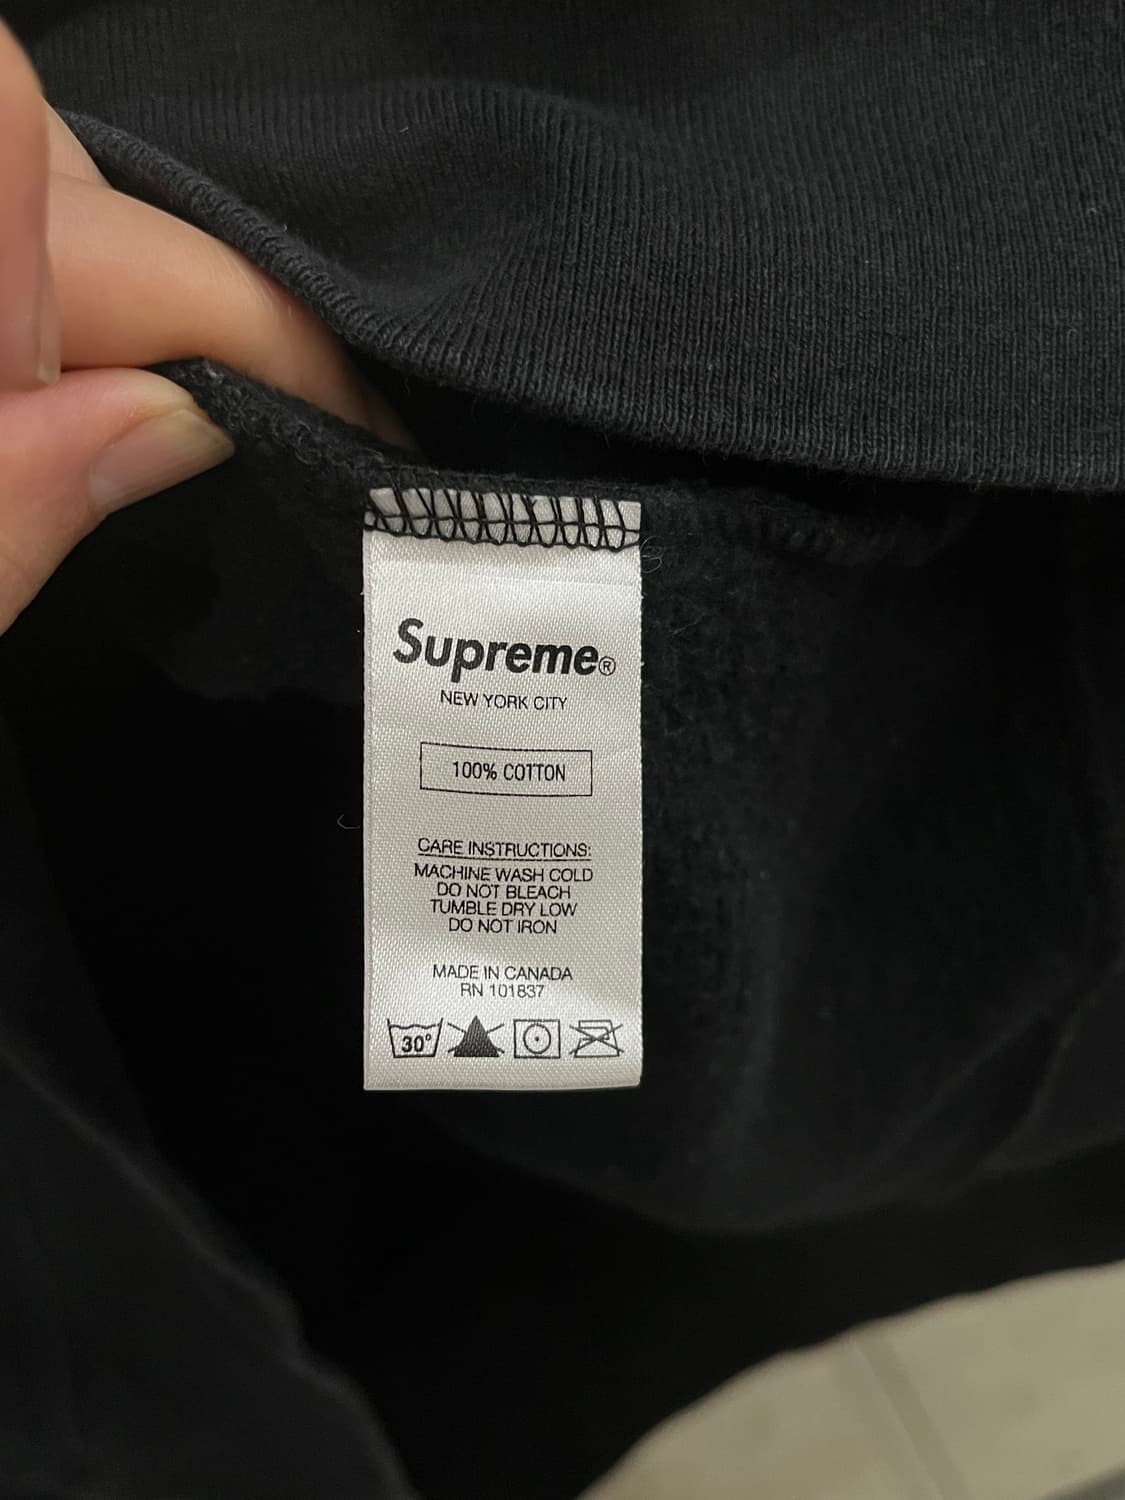 Supreme®
NEW YORK CITY
100% COTTON
CARE INSTRUCTIONS:
MACHINE WASH COLD
DO NOT BLEACH
TUMBLE DRY LOW
DO NOT IRON
MADE IN CANADA
RN 101837
30°